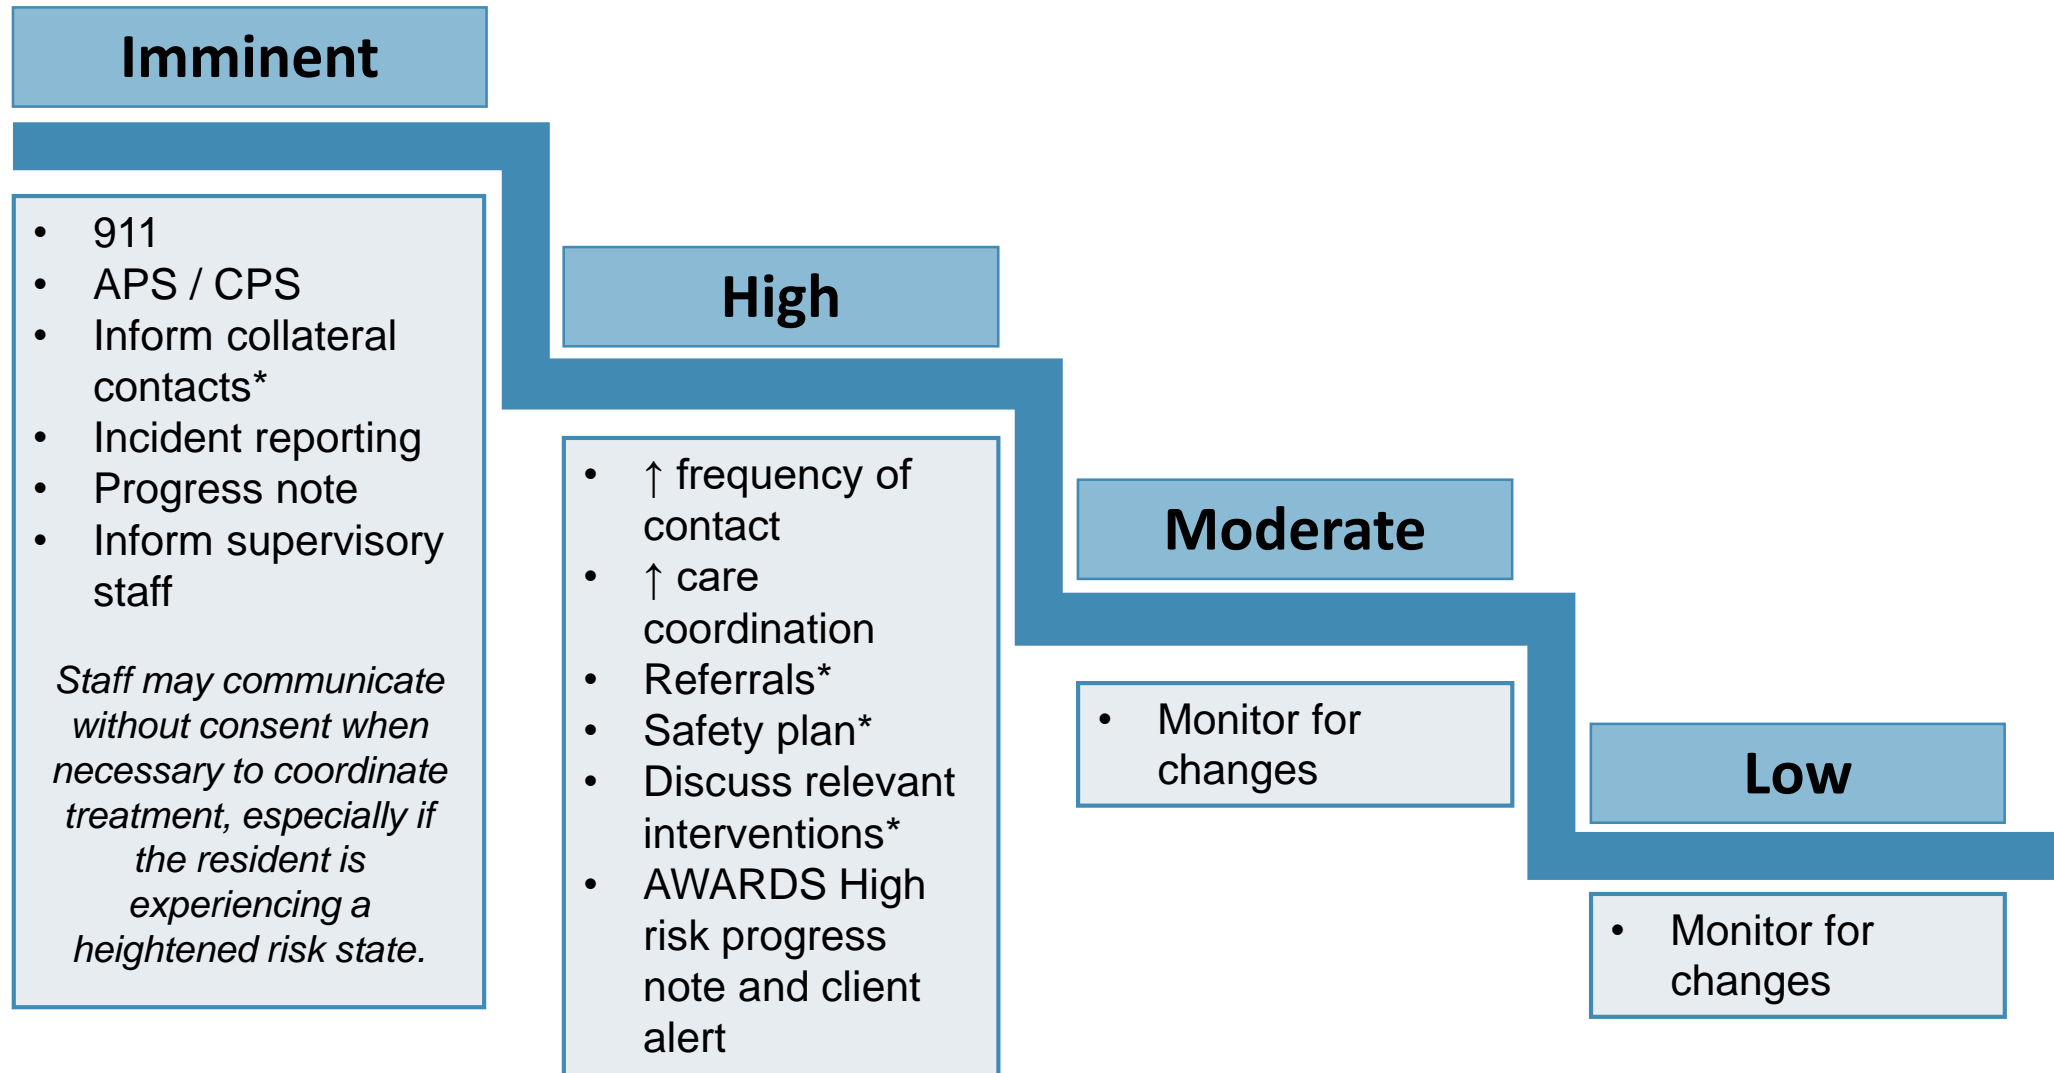 Imminent
• 911
• APS / CPS
• Inform collateral
contacts*
• Incident reporting
• Progress note
• Inform supervisory
staff
Staff may communicate
without consent when
necessary to coordinate
treatment, especially if
the resident is
experiencing a
heightened risk state.
High
• ↑ frequency of
contact
• ↑ care
coordination
• Referrals*
• Safety plan*
• Discuss relevant
interventions*
• AWARDS High
risk progress
note and client
alert
Moderate
• Monitor for
changes
Low
• Monitor for
changes